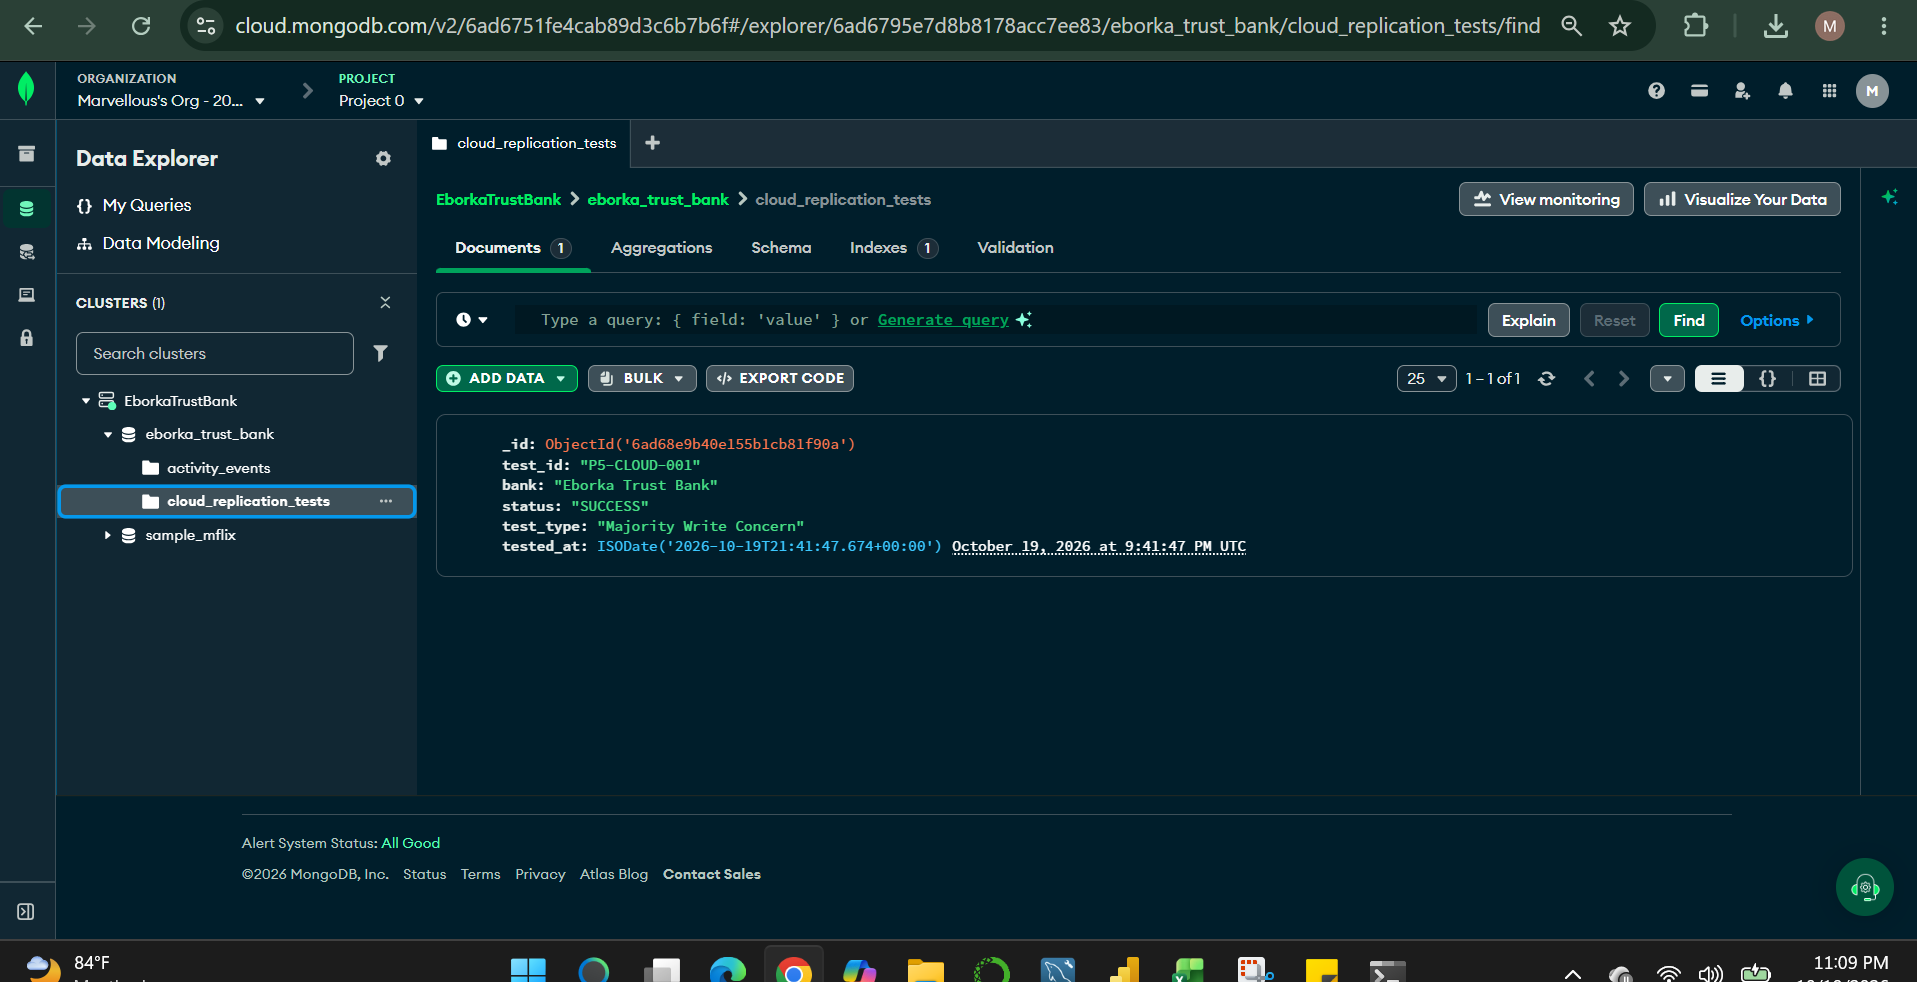 cloud.mongodb.com/v2/6ad6751fe4cab89d3c6b7b6f#/explorer/6ad6795e7d8b8178acc7ee83/eborka_trust_bank/cloud_replication_tests/find
M
ORGANIZATION
Marvellous's Org - 20...
PROJECT
Project 0
M
Data Explorer
My Queries
Data Modeling
CLUSTERS (1)
Search clusters
EborkaTrustBank
eborka_trust_bank
activity_events
cloud_replication_tests
sample_mflix
cloud_replication_tests
EborkaTrustBank > eborka_trust_bank > cloud_replication_tests
View monitoring
Visualize Your Data
Documents 1
Aggregations
Schema
Indexes 1
Validation
Type a query: { field: 'value' } or Generate query
Explain
Reset
Find
Options
ADD DATA
BULK
EXPORT CODE
25
1–1 of 1
_id: ObjectId('6ad68e9b40e155b1cb81f90a')
test_id: "P5-CLOUD-001"
bank: "Eborka Trust Bank"
status: "SUCCESS"
test_type: "Majority Write Concern"
tested_at: ISODate('2026-10-19T21:41:47.674+00:00') October 19, 2026 at 9:41:47 PM UTC
Alert System Status: All Good
©2026 MongoDB, Inc. Status Terms Privacy Atlas Blog Contact Sales
84°F
11:09 PM